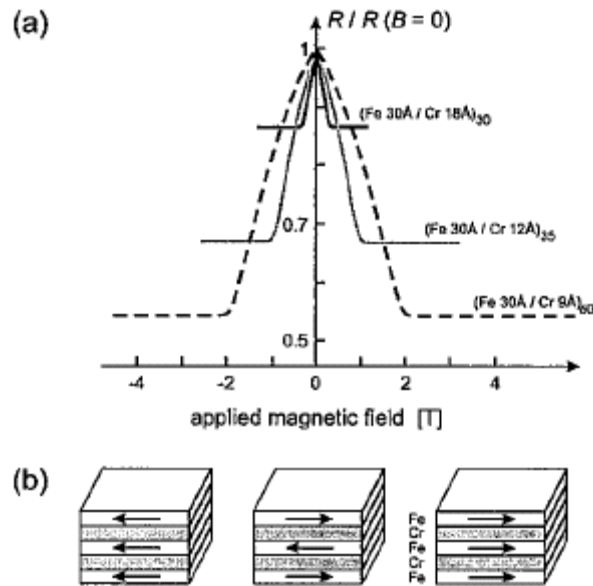 (a)
R / R (B = 0)
1
(Fe 30Å / Cr 18Å)30
0.7
(Fe 30Å / Cr 12Å)35
(Fe 30Å / Cr 9Å)60
0.5
-4 -2 0 2 4
applied magnetic field [T]
(b)
Fe
Cr
Fe
Cr
Fe